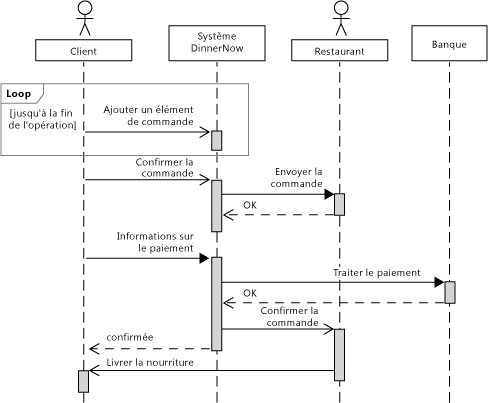 Client
Système
DinnerNow
Restaurant
Banque
Loop
[jusqu'à la fin
de l'opération]
Ajouter un élément
de commande
Confirmer la
commande
Envoyer la
commande
OK
Informations sur
le paiement
Traiter le paiement
OK
Confirmer la
commande
confirmée
Livrer la nourriture